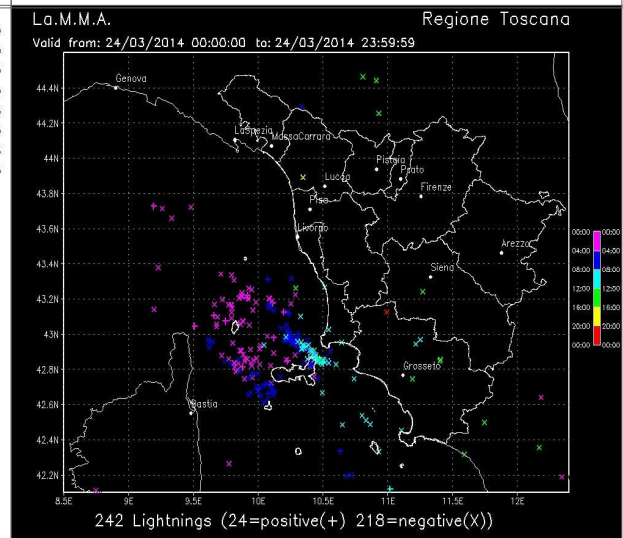 La.M.M.A. Regione Toscana
Valid from: 24/03/2014 00:00:00 to: 24/03/2014 23:59:59
44.4N
44.2N
44N
43.8N
43.6N
43.4N
43.2N
43N
42.8N
42.6N
42.4N
42.2N
Genova
LaSpezia
MassaCarrara
Pistoia
Prato
Lucca
Firenze
Pisa
Livorno
Arezzo
Siena
Grosseto
Bastia
00:00 00:00
04:00 04:00
08:00 08:00
12:00 12:00
16:00 16:00
20:00 20:00
00:00 00:00
8.5E 9E 9.5E 10E 10.5E 11E 11.5E 12E
242 Lightnings (24=positive(+) 218=negative(X))